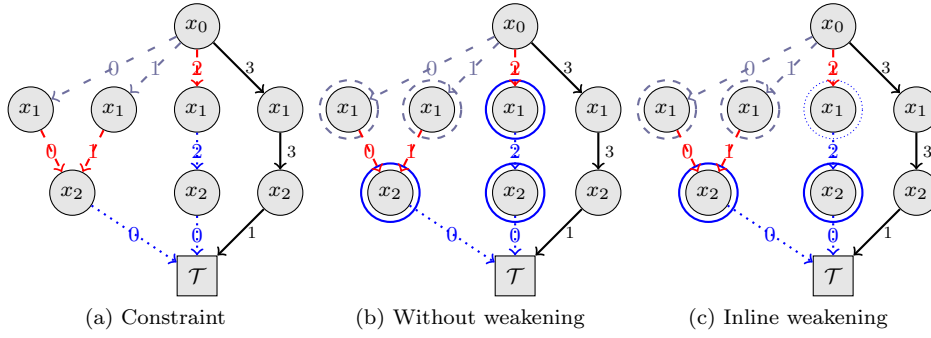 x0 x0 x0
0 1 2 3 0 1 2 3 0 1 2 3
x1 x1 x1 x1 x1 x1 x1 x1 x1 x1 x1 x1
0 1 2 3 0 1 2 3 0 1 2 3
x2 x2 x2 x2 x2 x2 x2 x2 x2
0 0 1 0 0 1 0 0 1
T T T
(a) Constraint (b) Without weakening (c) Inline weakening